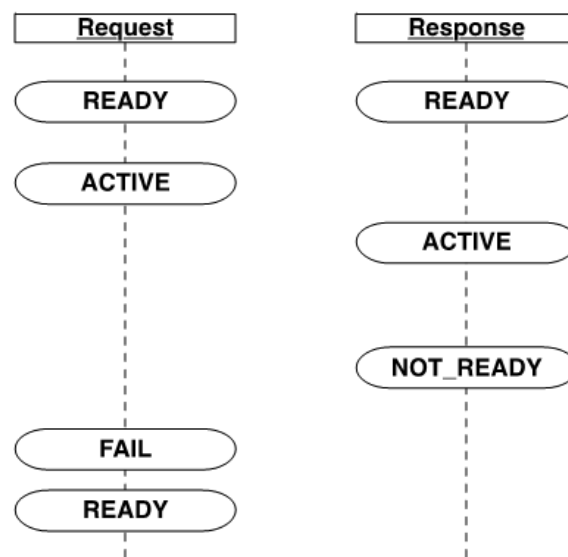 Request
Response
READY
READY
ACTIVE
ACTIVE
NOT_READY
FAIL
READY